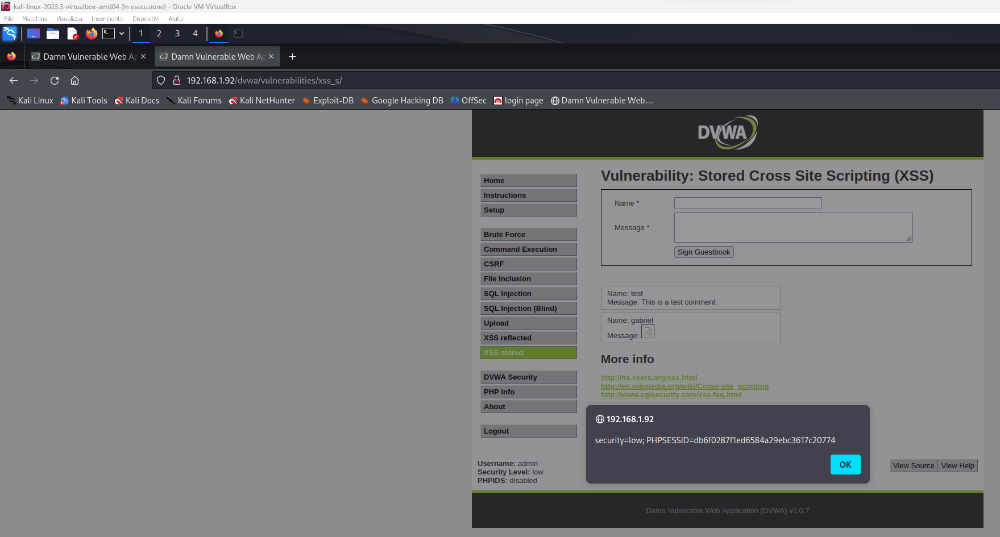 kali-linux-2023.3-virtualbox-amd64 [In esecuzione] - Oracle VM VirtualBox
File Macchina Visualizza Inserimento Dispositivi Aiuto
1 2 3 4
Damn Vulnerable Web Ap Damn Vulnerable Web Ap
192.168.1.92/dvwa/vulnerabilities/xss_s/
Kali Linux Kali Tools Kali Docs Kali Forums Kali NetHunter Exploit-DB Google Hacking DB OffSec login page Damn Vulnerable Web…
DVWA
Home
Instructions
Setup
Brute Force
Command Execution
CSRF
File Inclusion
SQL Injection
SQL Injection (Blind)
Upload
XSS reflected
XSS stored
DVWA Security
PHP Info
About
Logout
Vulnerability: Stored Cross Site Scripting (XSS)
Name *
Message *
Sign Guestbook
Name: test
Message: This is a test comment.
Name: gabriel
Message:
More info
http://ha.ckers.org/xss.html
http://en.wikipedia.org/wiki/Cross-site_scripting
http://www.cgisecurity.com/xss-faq.html
192.168.1.92
security=low; PHPSESSID=db6f0287f1ed6584a29ebc3617c20774
OK
Username: admin
Security Level: low
PHPIDS: disabled
View Source View Help
Damn Vulnerable Web Application (DVWA) v1.0.7